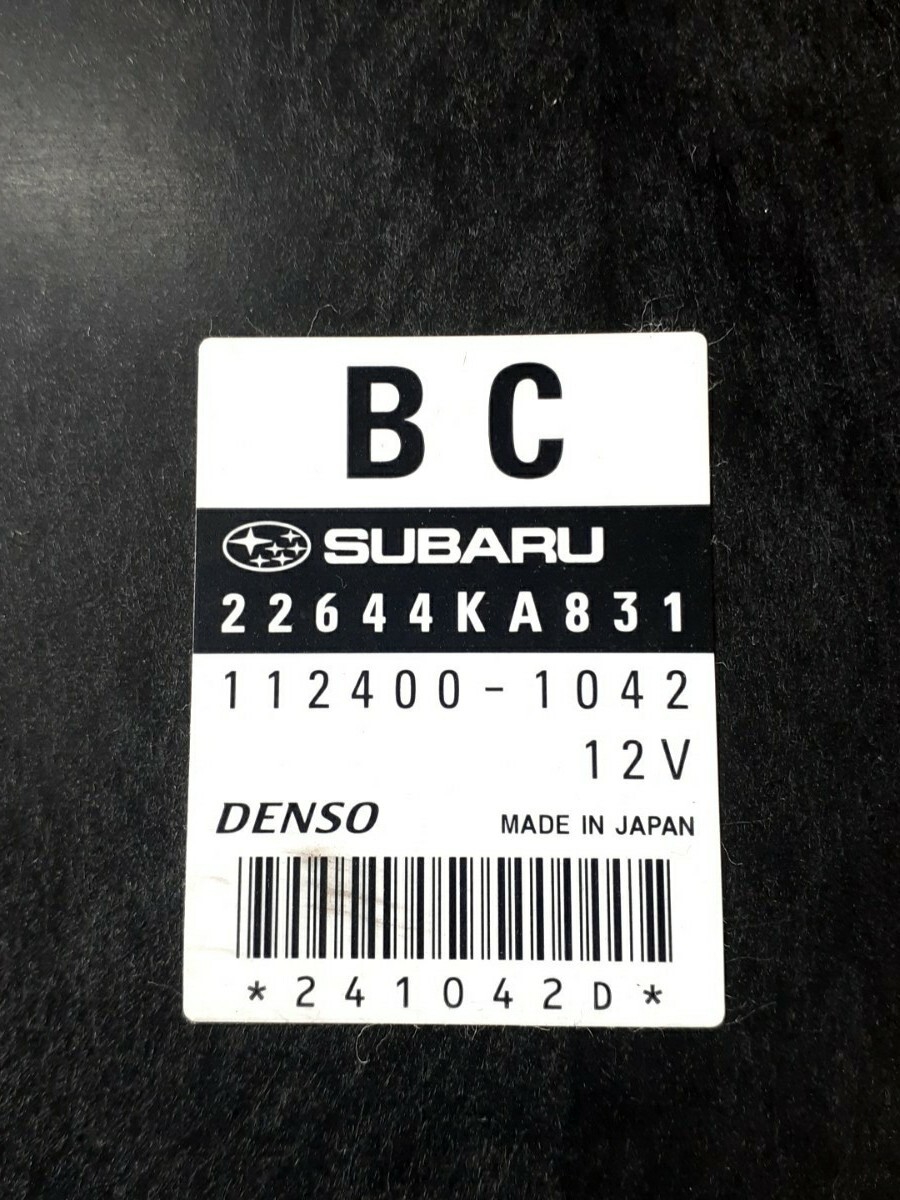 BC
SUBARU
22644KA831
112400-1042
12V
DENSO MADE IN JAPAN
*241042D*